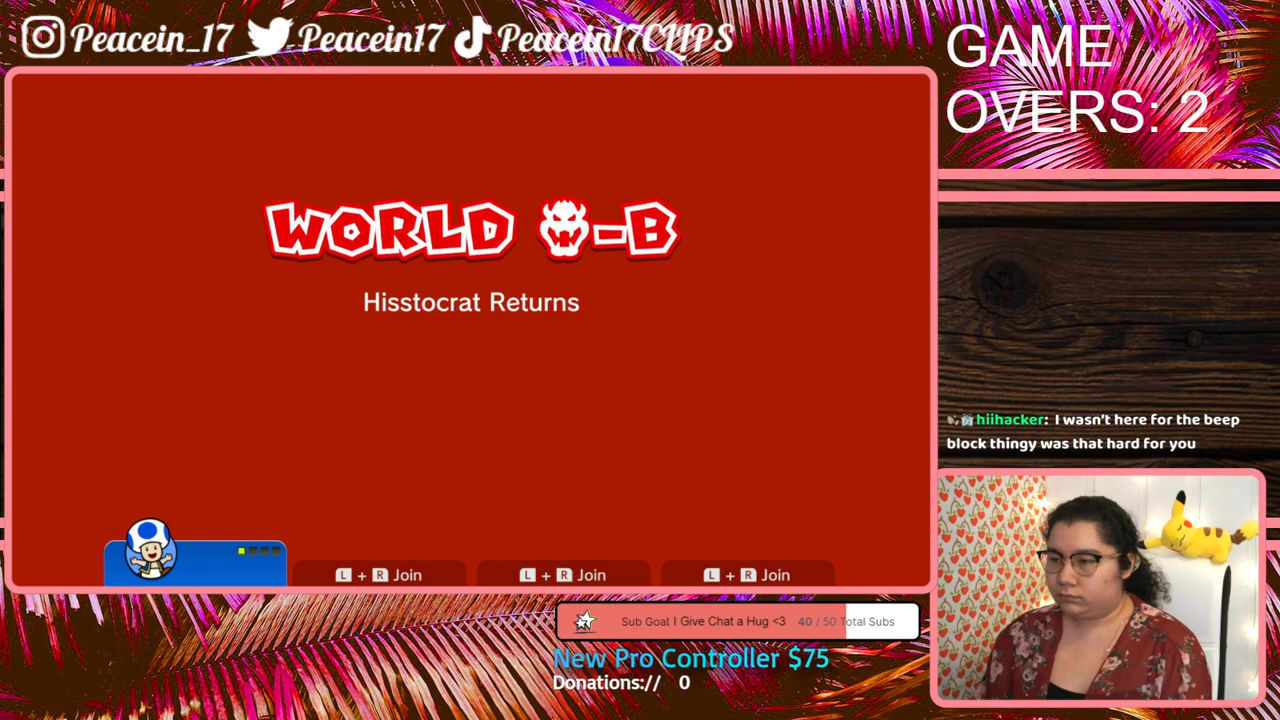 Peacein_17 Peacein17 Peacein17ClIPS
GAME
OVERS: 2
WORLD -B
Hisstocrat Returns
hiihacker: I wasn't here for the beep
block thingy was that hard for you
L + R Join L + R Join L + R Join
Sub Goal I Give Chat a Hug <3 40 / 50 Total Subs
New Pro Controller $75
Donations:// 0